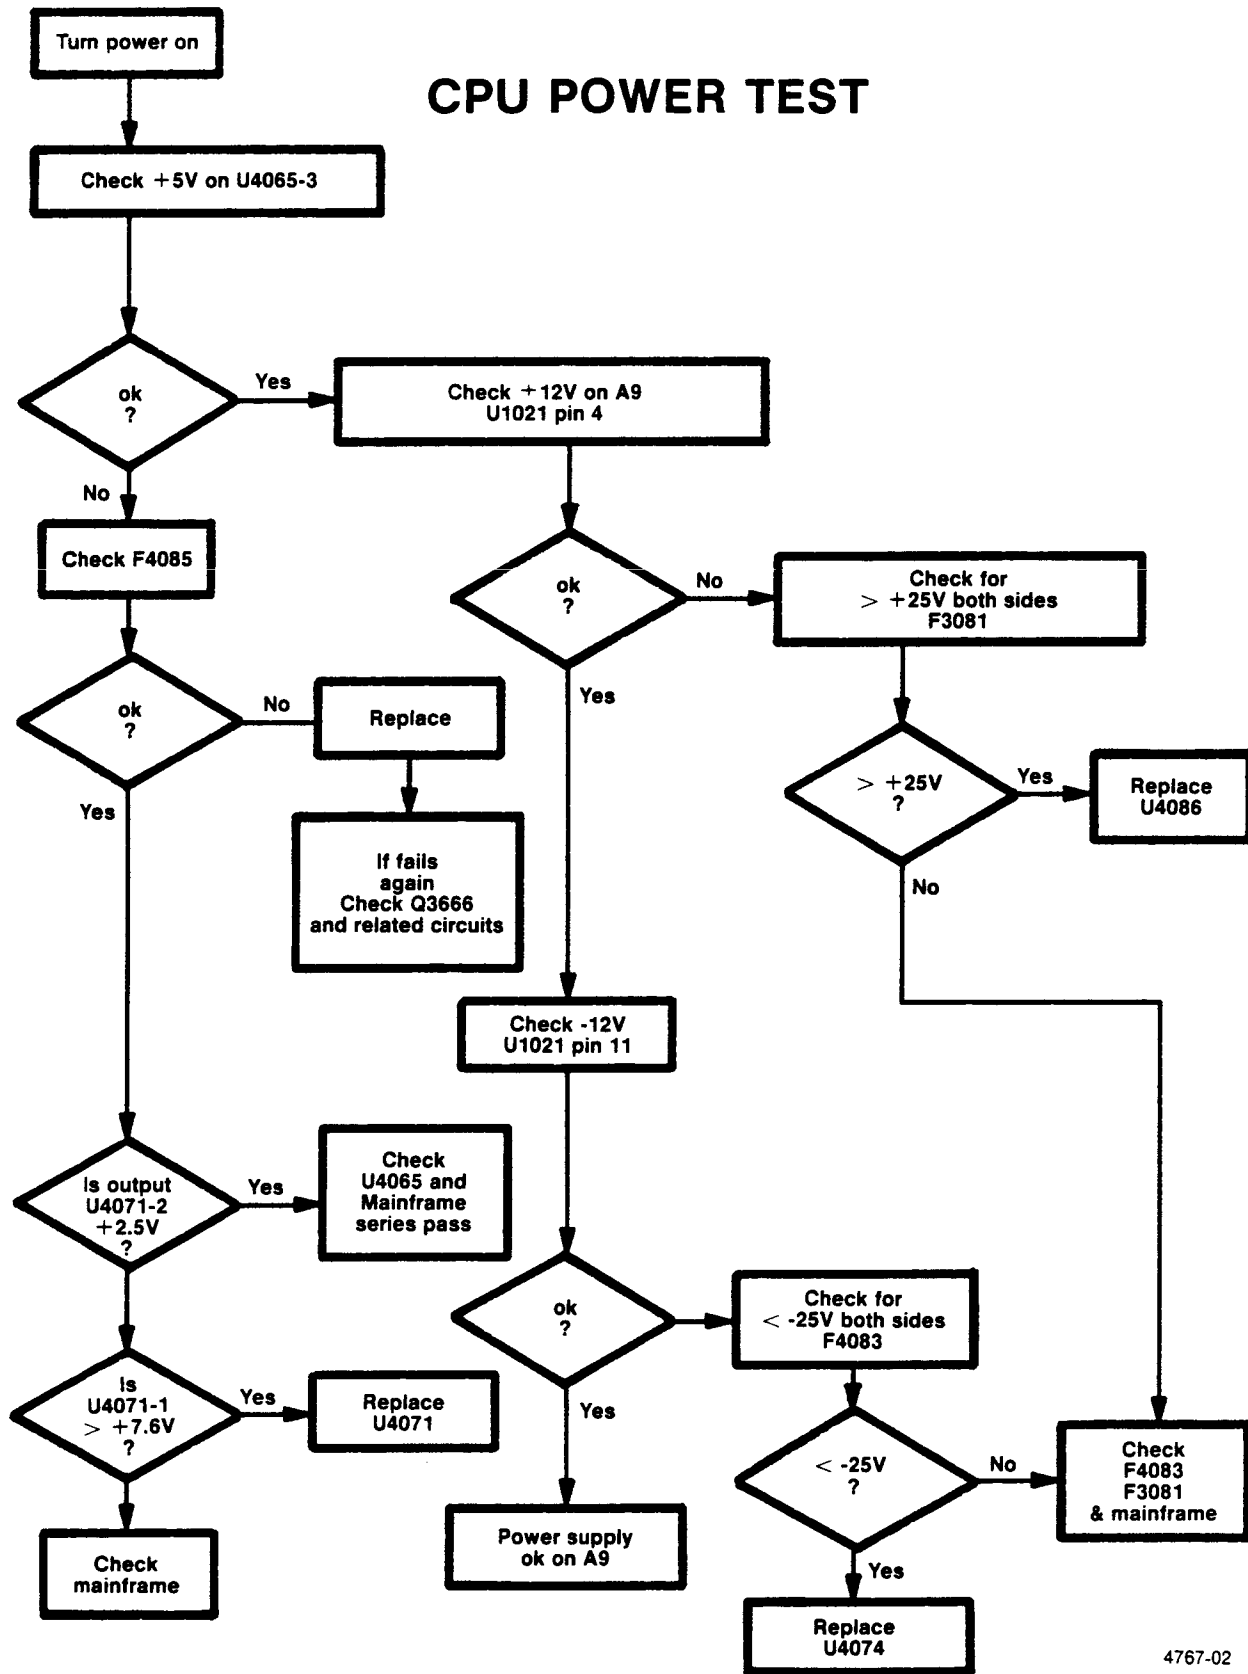 Turn power on
CPU POWER TEST
Check +5V on U4065-3
ok
?
Yes
Check +12V on A9
U1021 pin 4
No
Check F4085
ok
?
No
Check for
> +25V both sides
F3081
ok
?
No
Replace
Yes
Yes
> +25V
?
Yes
Replace
U4086
No
If fails
again
Check Q3666
and related circuits
Check -12V
U1021 pin 11
Is output
U4071-2
+2.5V
?
Yes
Check
U4065 and
Mainframe
series pass
ok
?
Check for
< -25V both sides
F4083
Is
U4071-1
> +7.6V
?
Yes
Replace
U4071
Yes
< -25V
?
No
Check
F4083
F3081
& mainframe
Power supply
ok on A9
Check
mainframe
Yes
Replace
U4074
4767-02